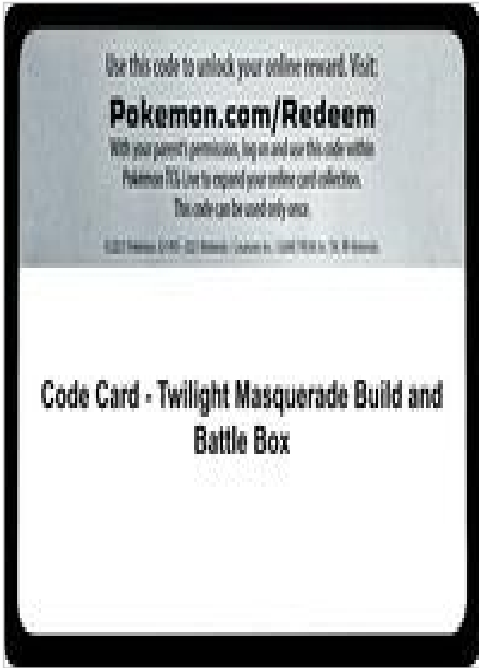 Use this code to unlock your online reward. Visit:
Pokemon.com/Redeem
With your parent's permission, log on and use this code within
Pokémon TCG Live to expand your online card collection.
This code can be used only once.
Code Card - Twilight Masquerade Build and
Battle Box